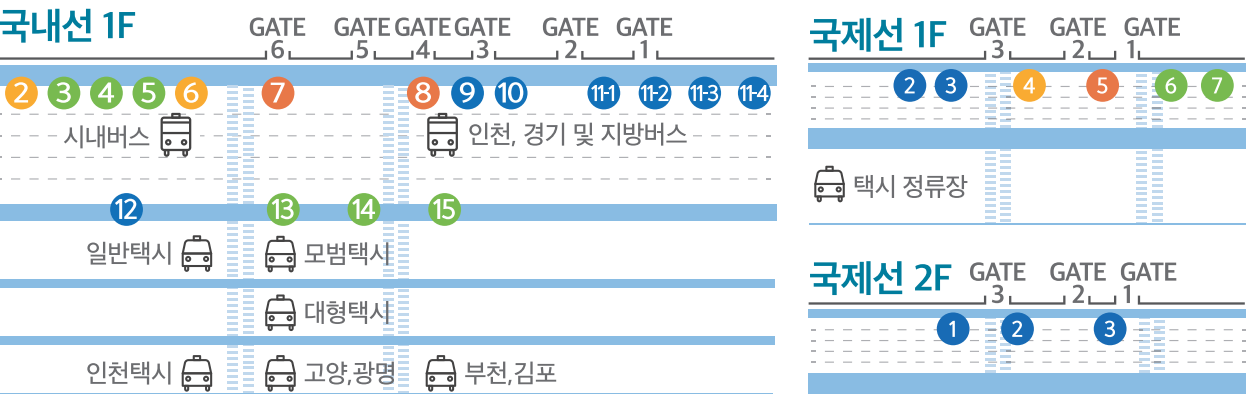 국내선 1F
GATE 6 GATE 5 GATE 4 GATE 3 GATE 2 GATE 1
2 3 4 5 6 7 8 9 10 11-1 11-2 11-3 11-4
시내버스 인천, 경기 및 지방버스
12 13 14 15
일반택시 모범택시
대형택시
인천택시 고양,광명 부천,김포
국제선 1F
GATE 3 GATE 2 GATE 1
2 3 4 5 6 7
택시 정류장
국제선 2F
GATE 3 GATE 2 GATE 1
1 2 3